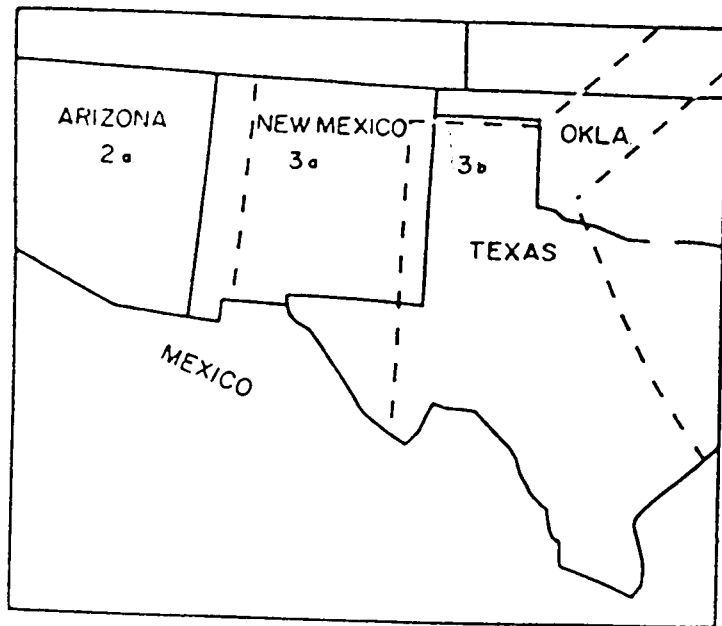 ARIZONA
2a
NEW MEXICO
3a
3b
OKLA.
TEXAS
MEXICO